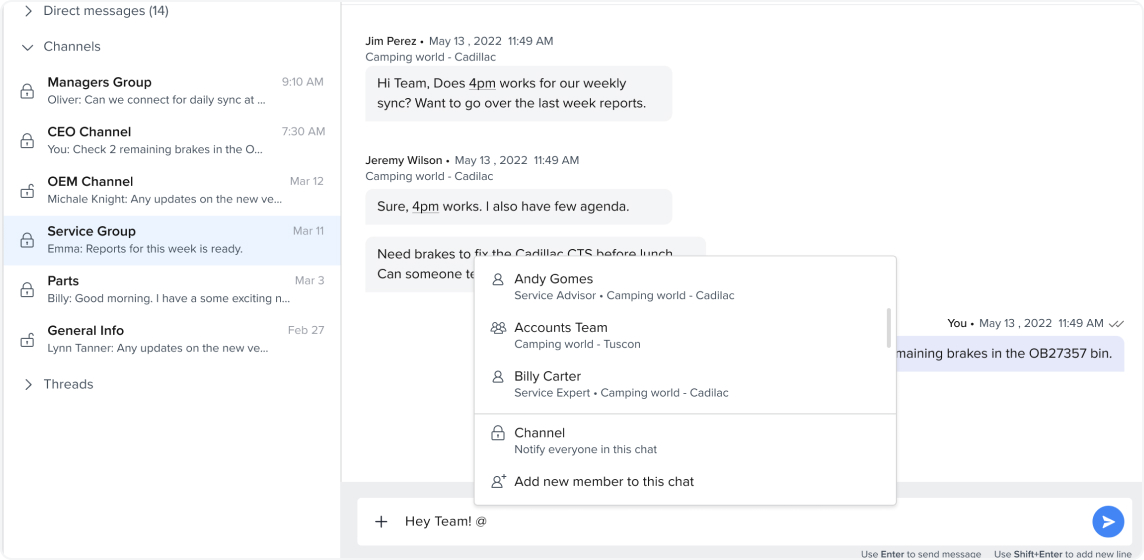 Direct messages (14)
Channels
Managers Group 9:10 AM
Oliver: Can we connect for daily sync at ...
CEO Channel 7:30 AM
You: Check 2 remaining brakes in the O...
OEM Channel Mar 12
Michale Knight: Any updates on the new ve...
Service Group Mar 11
Emma: Reports for this week is ready.
Parts Mar 3
Billy: Good morning. I have a some exciting n...
General Info Feb 27
Lynn Tanner: Any updates on the new ve...
Threads
Jim Perez • May 13 , 2022 11:49 AM
Camping world - Cadillac
Hi Team, Does 4pm works for our weekly
sync? Want to go over the last week reports.
Jeremy Wilson • May 13 , 2022 11:49 AM
Camping world - Cadilac
Sure, 4pm works. I also have few agenda.
Need brakes to fix the Cadillac CTS before lunch.
Can someone te
You • May 13 , 2022 11:49 AM
maining brakes in the OB27357 bin.
Andy Gomes
Service Advisor • Camping world - Cadilac
Accounts Team
Camping world - Tuscon
Billy Carter
Service Expert • Camping world - Cadilac
Channel
Notify everyone in this chat
Add new member to this chat
+ Hey Team! @
Use Enter to send message Use Shift+Enter to add new line